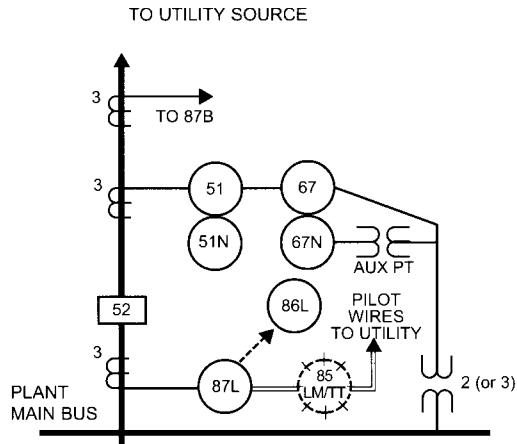 TO UTILITY SOURCE
3
TO 87B
3
51
67
51N
67N
AUX PT
86L
PILOT
WIRES
TO UTILITY
52
3
87L
85
LM/TT
2 (or 3)
PLANT
MAIN BUS